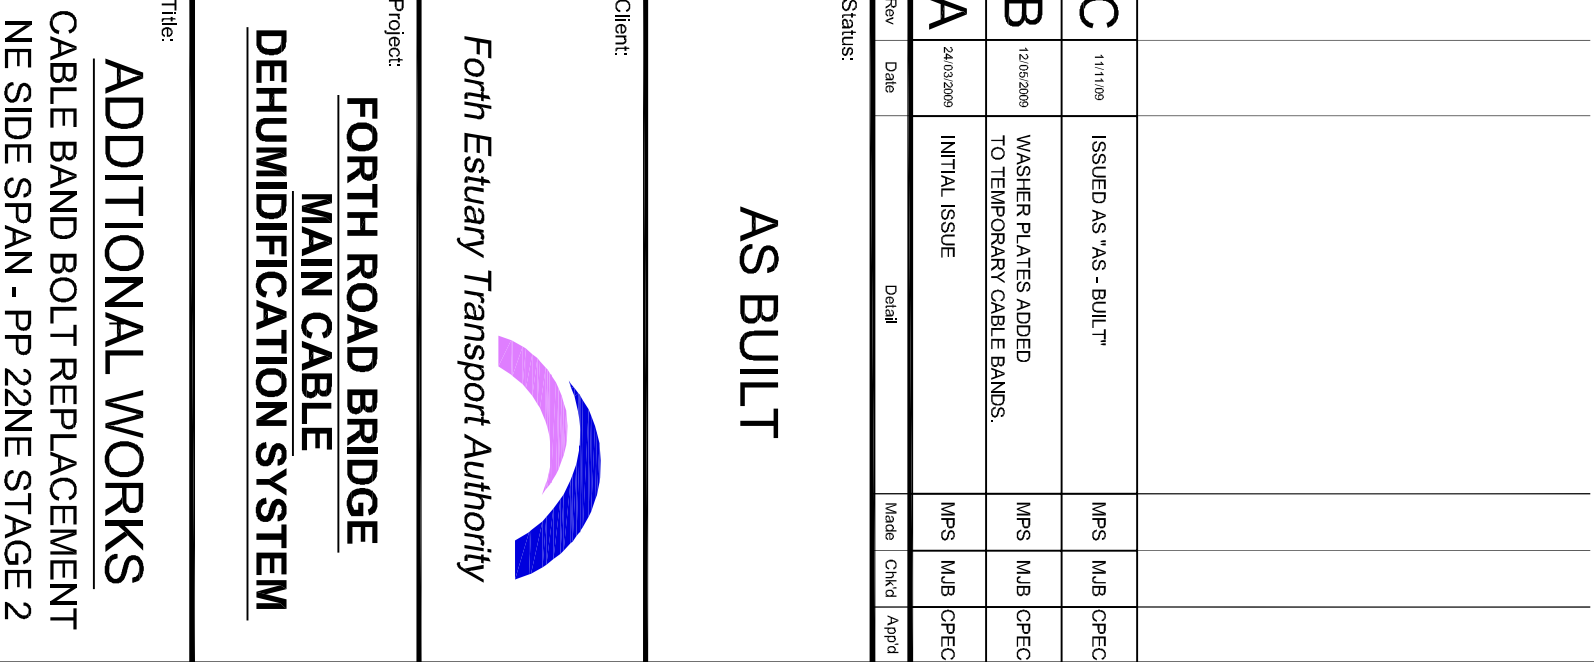 C 11/11/09 ISSUED AS "AS - BUILT" MPS MJB CPEC
B 12/05/2009 WASHER PLATES ADDED MPS MJB CPEC
TO TEMPORARY CABLE BANDS.
A 24/03/2009 INITIAL ISSUE MPS MJB CPEC
Rev Date Detail Made Chk'd App'd
Status:
AS BUILT
Client:
Forth Estuary Transport Authority
Project:
FORTH ROAD BRIDGE
MAIN CABLE
DEHUMIDIFICATION SYSTEM
Title:
ADDITIONAL WORKS
CABLE BAND BOLT REPLACEMENT
NE SIDE SPAN - PP 22NE STAGE 2